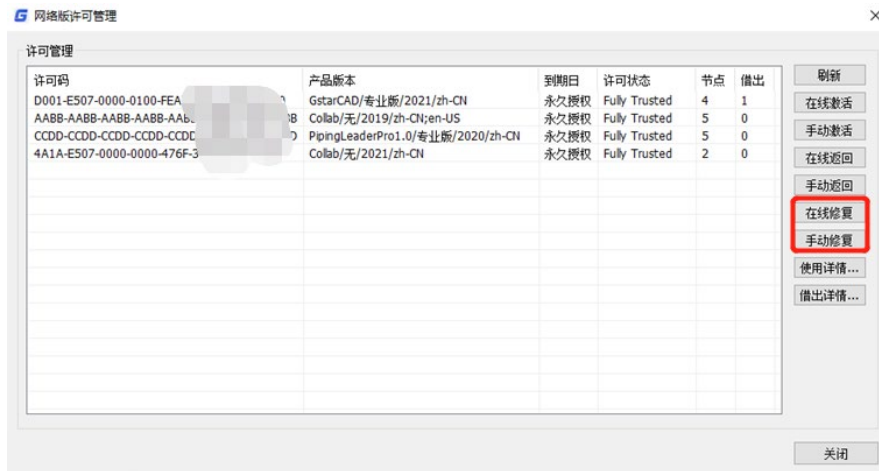 网络版许可管理
许可管理
许可码 产品版本 到期日 许可状态 节点 借出
D001-E507-0000-0100-FEA GstarCAD/专业版/2021/zh-CN 永久授权 Fully Trusted 4 1
AABB-AABB-AABB-AABB-AABB BB Collab/无/2019/zh-CN;en-US 永久授权 Fully Trusted 5 0
CCDD-CCDD-CCDD-CCDD-CCDD D PipingLeaderPro1.0/专业版/2020/zh-CN 永久授权 Fully Trusted 5 0
4A1A-E507-0000-0000-476F-3 Collab/无/2021/zh-CN 永久授权 Fully Trusted 2 0
刷新
在线激活
手动激活
在线返回
手动返回
在线修复
手动修复
使用详情...
借出详情...
关闭